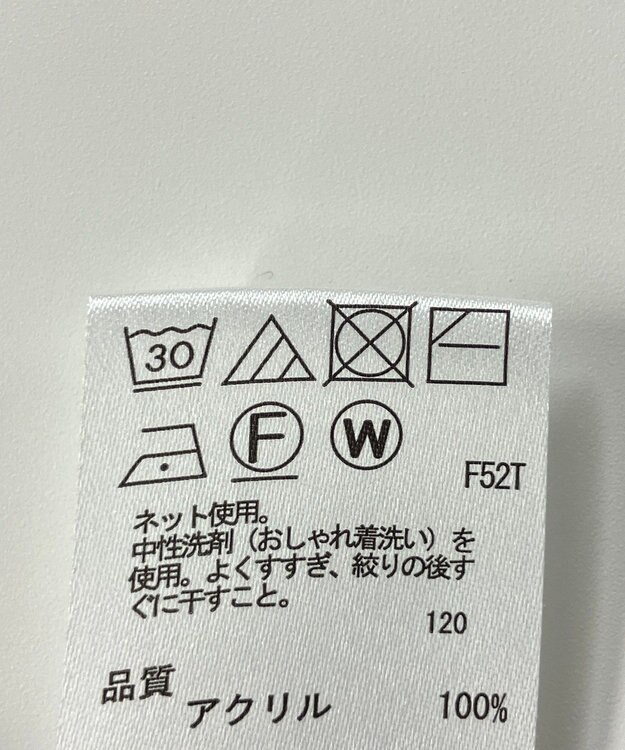 30
F
W
F52T
ネット使用。
中性洗剤（おしゃれ着洗い）を
使用。よくすすぎ、絞りの後す
ぐに干すこと。
120
品質
アクリル 100%